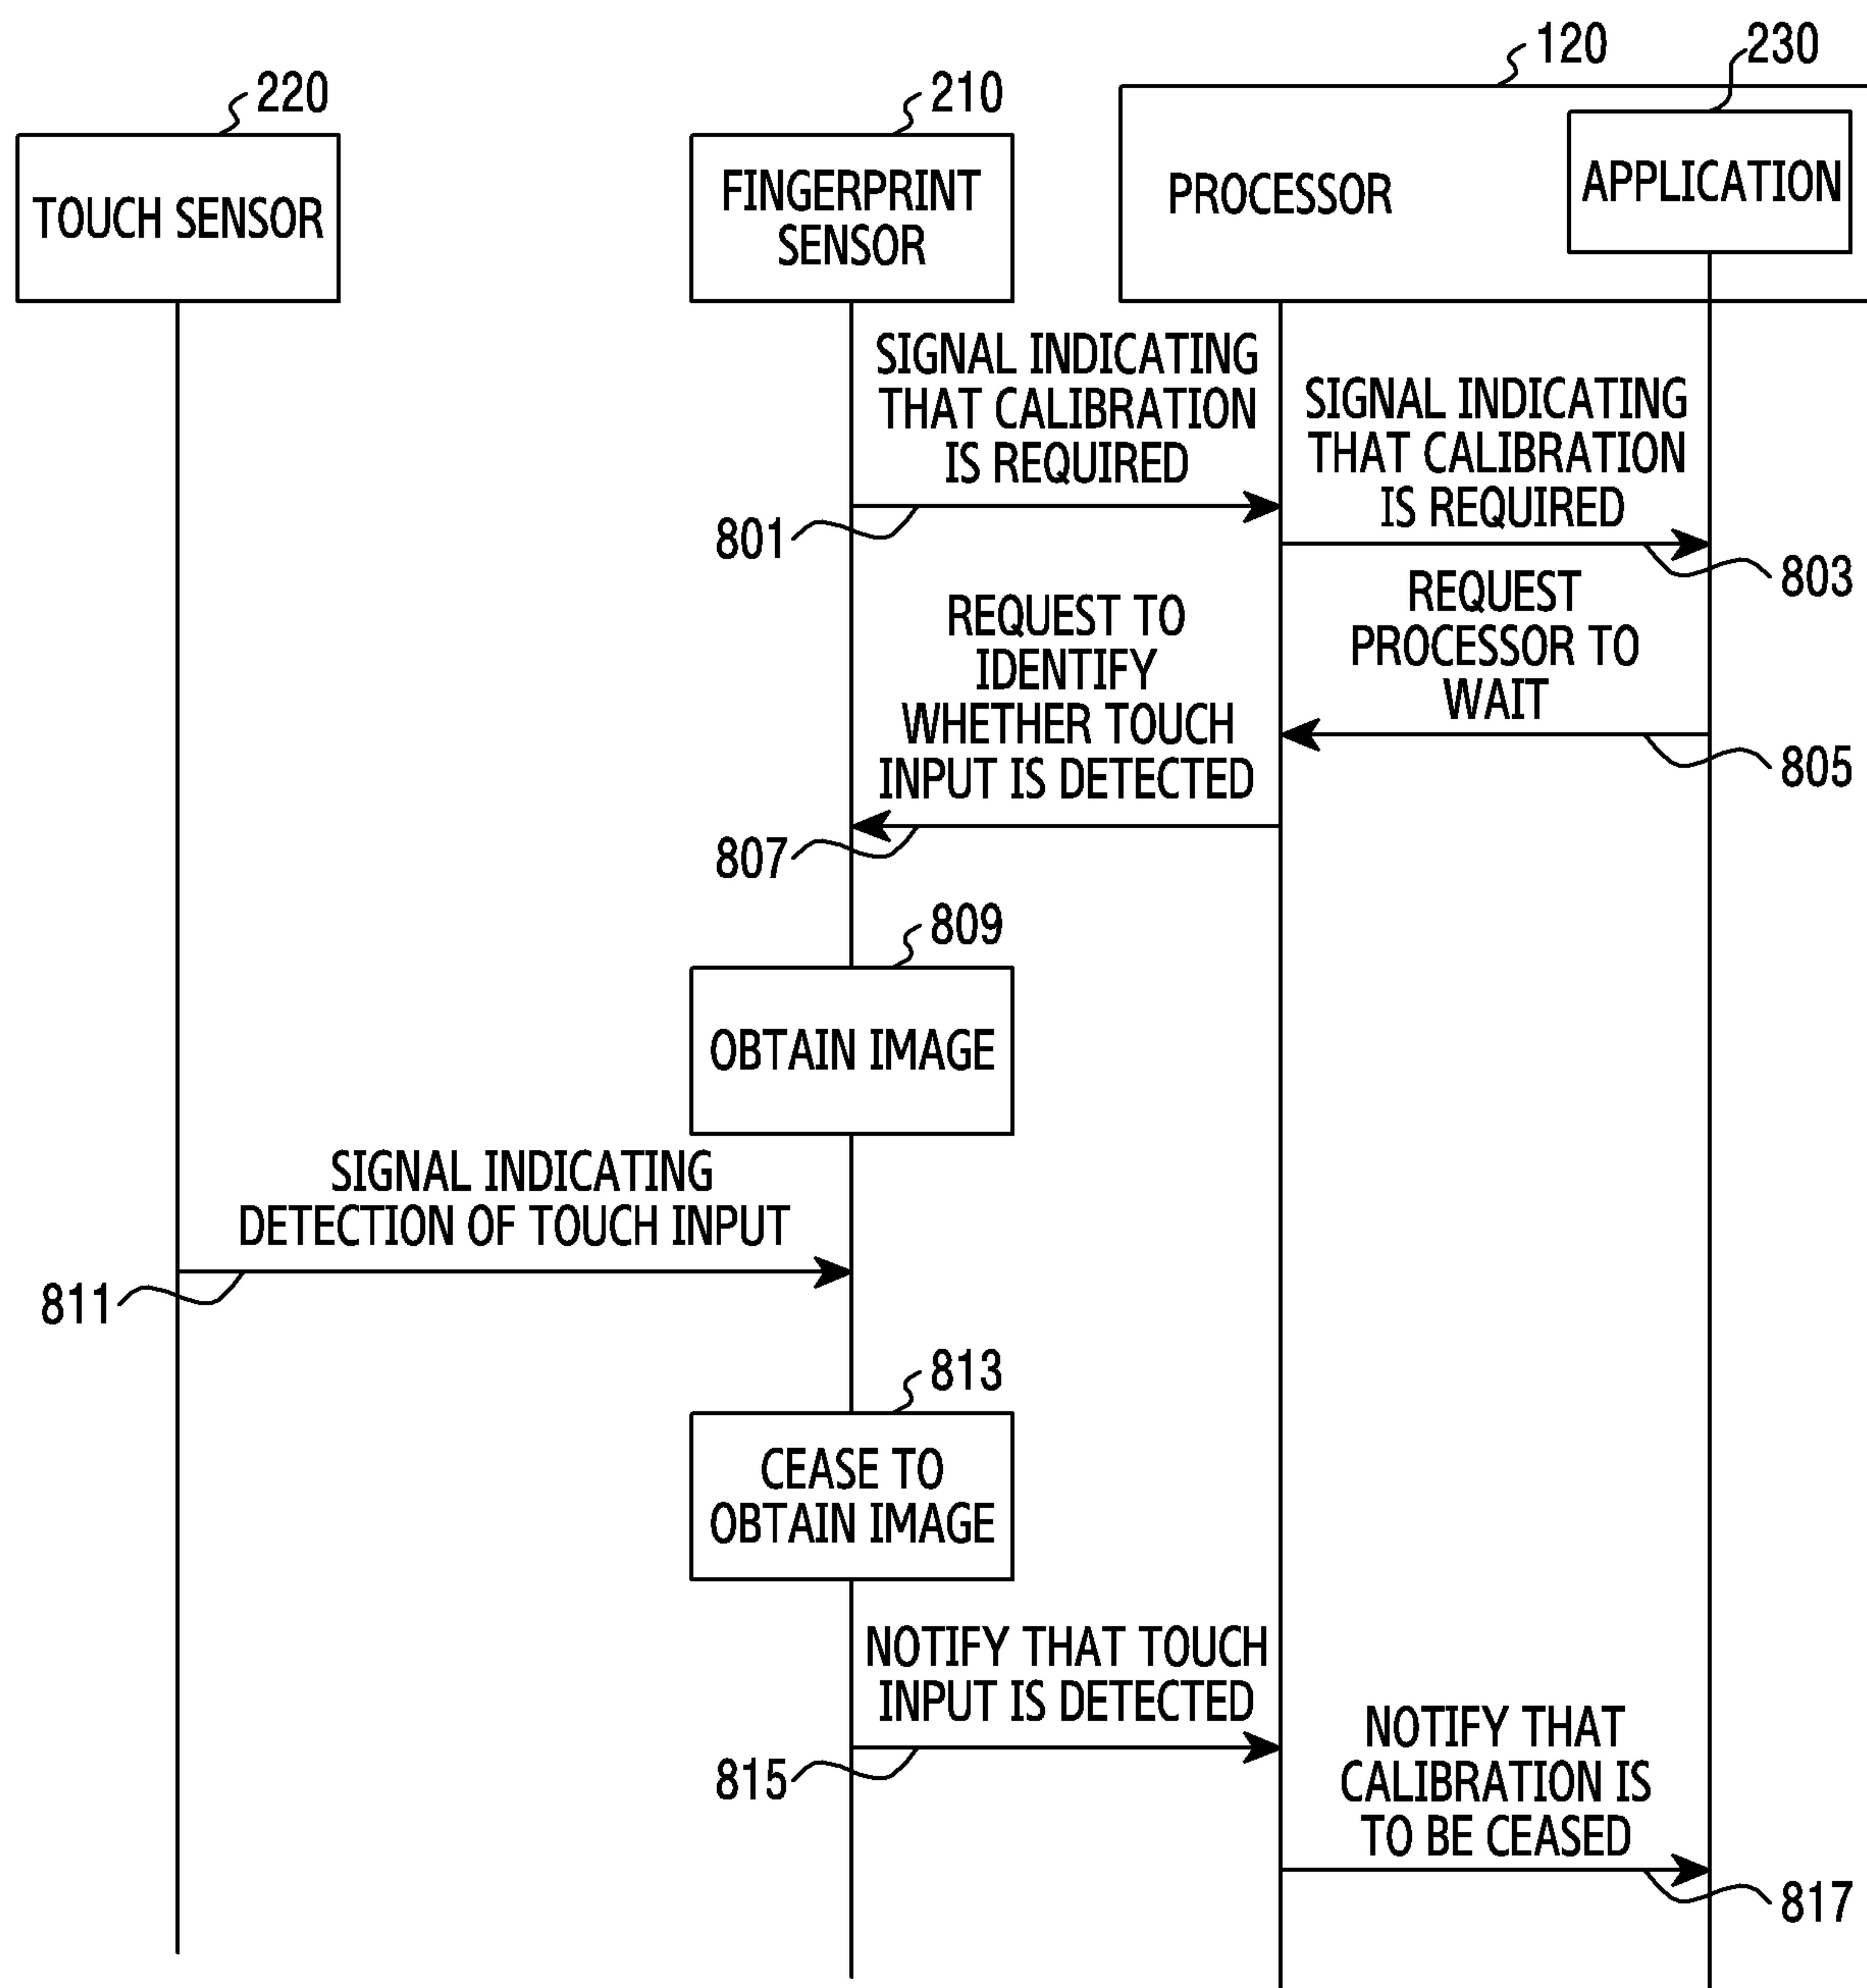 120
230
220
210
TOUCH SENSOR
FINGERPRINT
SENSOR
PROCESSOR
APPLICATION
SIGNAL INDICATING
THAT CALIBRATION
IS REQUIRED
801
SIGNAL INDICATING
THAT CALIBRATION
IS REQUIRED
803
REQUEST
PROCESSOR TO
WAIT
805
REQUEST TO
IDENTIFY
WHETHER TOUCH
INPUT IS DETECTED
807
809
OBTAIN IMAGE
SIGNAL INDICATING
DETECTION OF TOUCH INPUT
811
813
CEASE TO
OBTAIN IMAGE
NOTIFY THAT TOUCH
INPUT IS DETECTED
815
NOTIFY THAT
CALIBRATION IS
TO BE CEASED
817